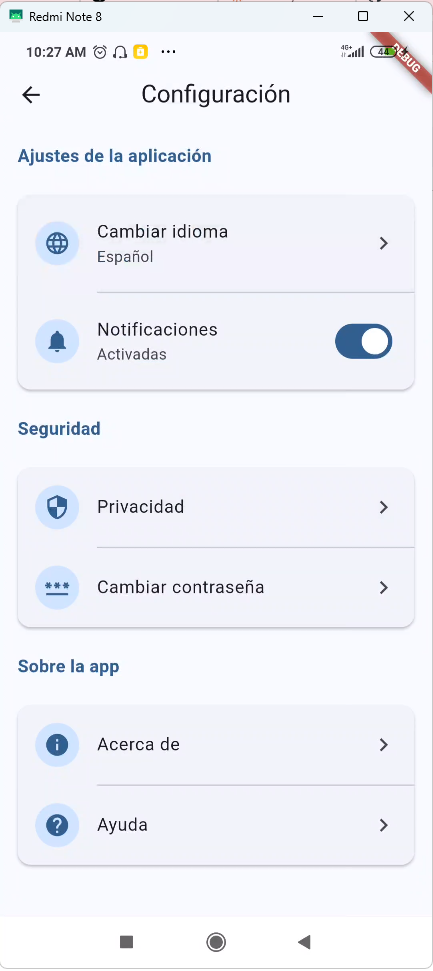 Redmi Note 8
10:27 AM
4G+
44
DEBUG
Configuración
Ajustes de la aplicación
Cambiar idioma
Español
Notificaciones
Activadas
Seguridad
Privacidad
Cambiar contraseña
Sobre la app
Acerca de
Ayuda